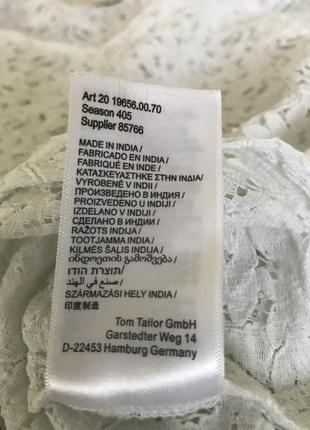 Art 20 19656.00.70
Season 405
Supplier 85766
MADE IN INDIA /
FABRICADO EN INDIA /
FABRIQUÉ EN INDE /
ΚΑΤΑΣΚΕΥΑΣΤΗΚΕ ΣΤΗΝ ΙΝΔΙΑ /
VYROBENÉ V INDII /
ПРОИЗВЕДЕНО В ИНДИЯ /
PROIZVEDENO U INDIJI /
IZDELANO V INDIJI /
СДЕЛАНО В ИНДИИ /
RAŽOTS INDIJĀ /
TOOTJAMMA INDIA /
KILMĖS ŠALIS INDIJA /
ინდოეთის გამოშვება /
תוצרת הודו /
صنع في الهند /
SZÁRMAZÁSI HELY INDIA /
印度制造
Tom Tailor GmbH
Garstedter Weg 14
D-22453 Hamburg Germany